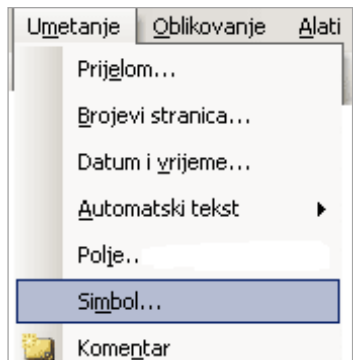 Umetanje Oblikovanje Alati
Prijelom...
Brojevi stranica...
Datum i vrijeme...
Automatski tekst
Polje..
Simbol...
Komentar